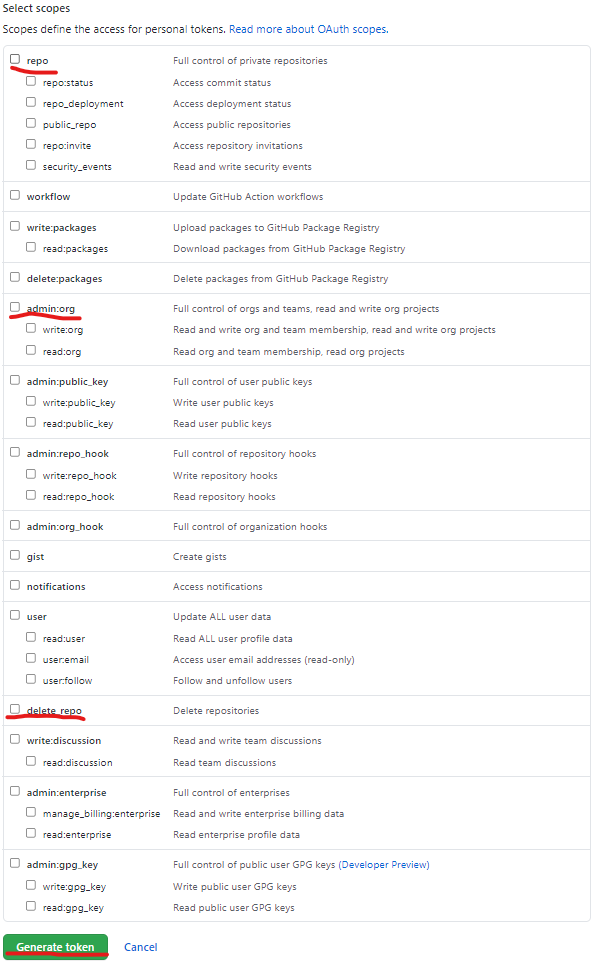 Select scopes
Scopes define the access for personal tokens. Read more about OAuth scopes.
repo Full control of private repositories
repo:status Access commit status
repo_deployment Access deployment status
public_repo Access public repositories
repo:invite Access repository invitations
security_events Read and write security events
workflow Update GitHub Action workflows
write:packages Upload packages to GitHub Package Registry
read:packages Download packages from GitHub Package Registry
delete:packages Delete packages from GitHub Package Registry
admin:org Full control of orgs and teams, read and write org projects
write:org Read and write org and team membership, read and write org projects
read:org Read org and team membership, read org projects
admin:public_key Full control of user public keys
write:public_key Write user public keys
read:public_key Read user public keys
admin:repo_hook Full control of repository hooks
write:repo_hook Write repository hooks
read:repo_hook Read repository hooks
admin:org_hook Full control of organization hooks
gist Create gists
notifications Access notifications
user Update ALL user data
read:user Read ALL user profile data
user:email Access user email addresses (read-only)
user:follow Follow and unfollow users
delete_repo Delete repositories
write:discussion Read and write team discussions
read:discussion Read team discussions
admin:enterprise Full control of enterprises
manage_billing:enterprise Read and write enterprise billing data
read:enterprise Read enterprise profile data
admin:gpg_key Full control of public user GPG keys (Developer Preview)
write:gpg_key Write public user GPG keys
read:gpg_key Read public user GPG keys
Generate token Cancel